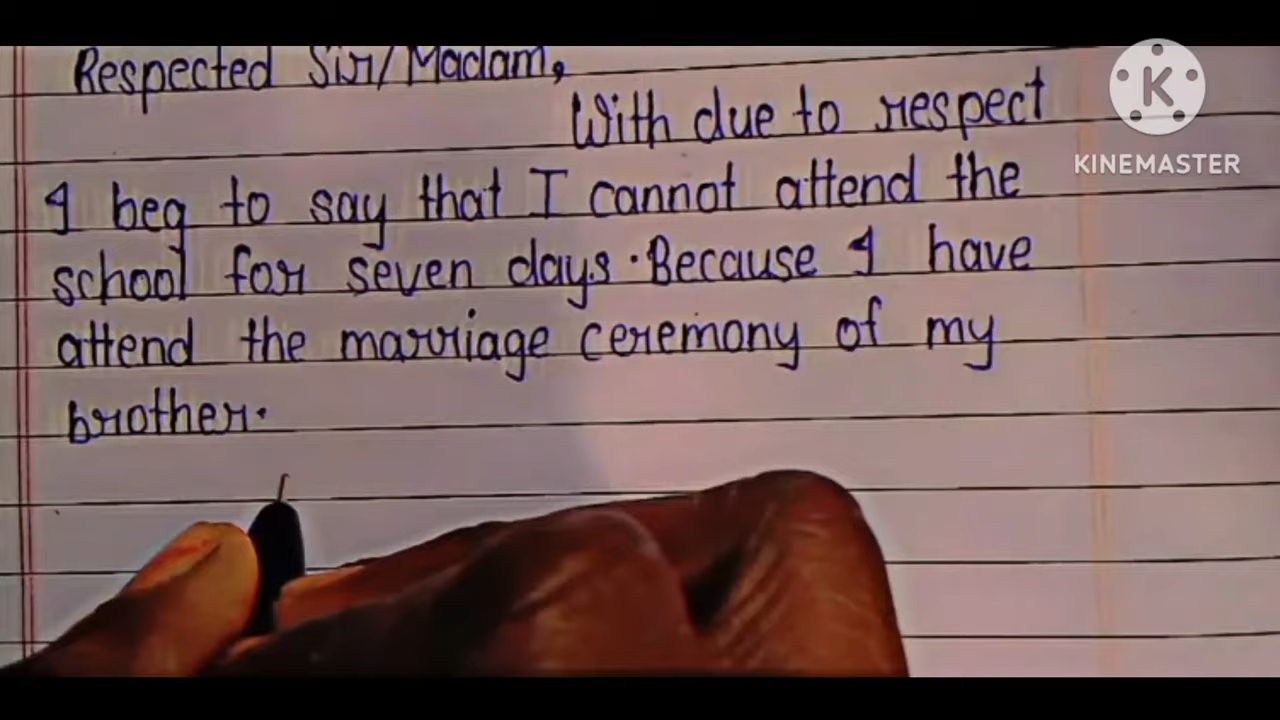 Respected Sir/Madam,
With due to respect
I beg to say that I cannot attend the
school for seven days. Because I have
attend the marriage ceremony of my
brother.
K
KINEMASTER